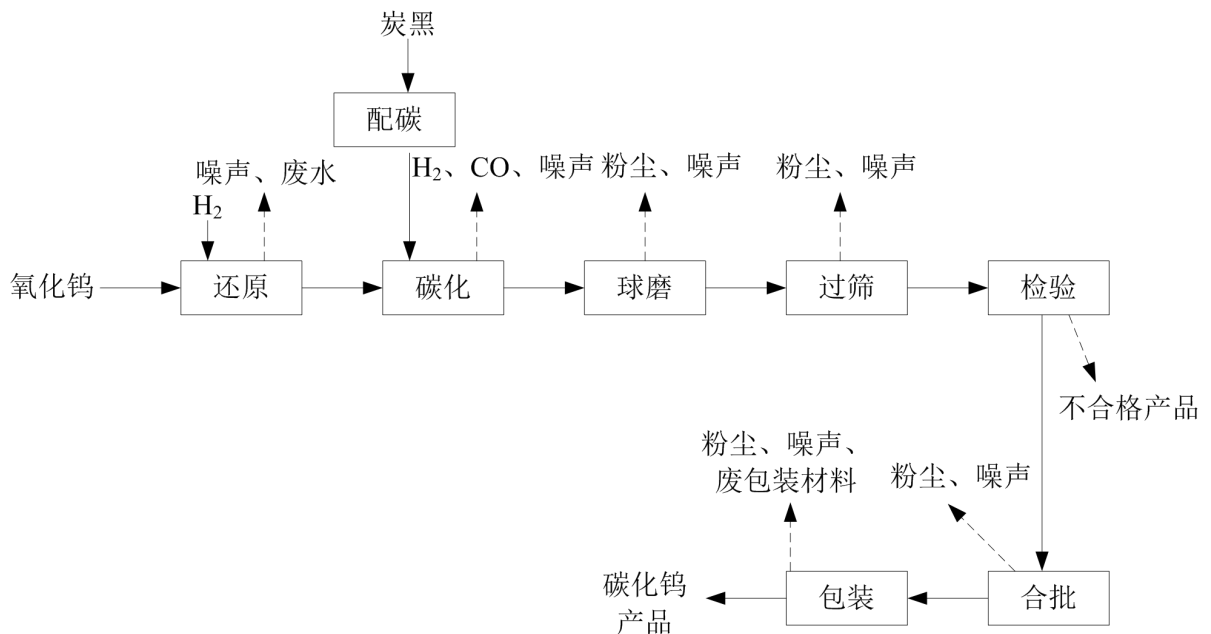 炭黑
配碳
噪声、废水
H₂
H₂、CO、噪声
粉尘、噪声
粉尘、噪声
氧化钨
还原
碳化
球磨
过筛
检验
不合格产品
粉尘、噪声、
废包装材料
粉尘、噪声
碳化钨
产品
包装
合批